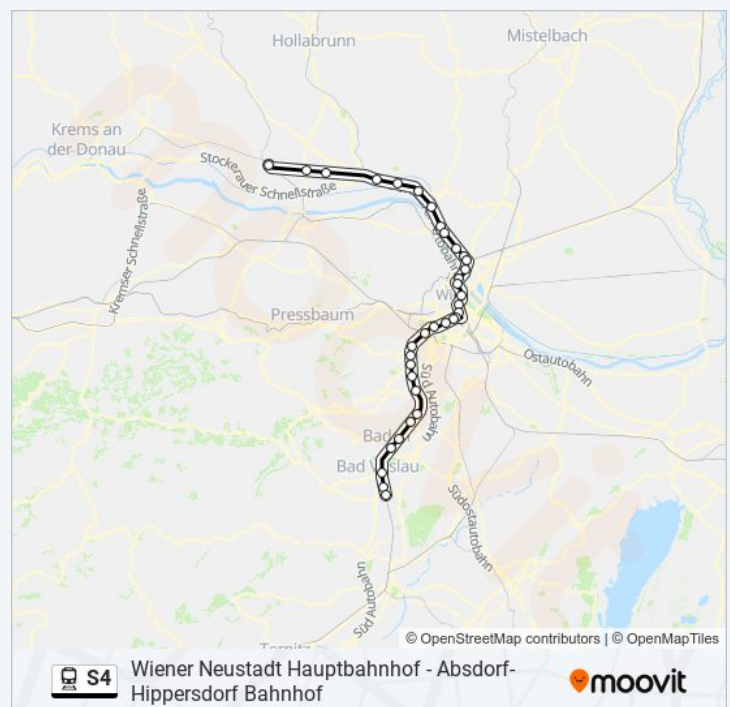 Hollabrunn
Mistelbach
Krems an
der Donau
Stockerauer Schnellstraße
Kremser Schnellstraße
Pressbaum
Ostautobahn
Süd Autobahn
Bad
Südostautobahn
Süd Autobahn
© OpenStreetMap contributors | © OpenMapTiles
S4
Wiener Neustadt Hauptbahnhof - Absdorf-
Hippersdorf Bahnhof
moovit